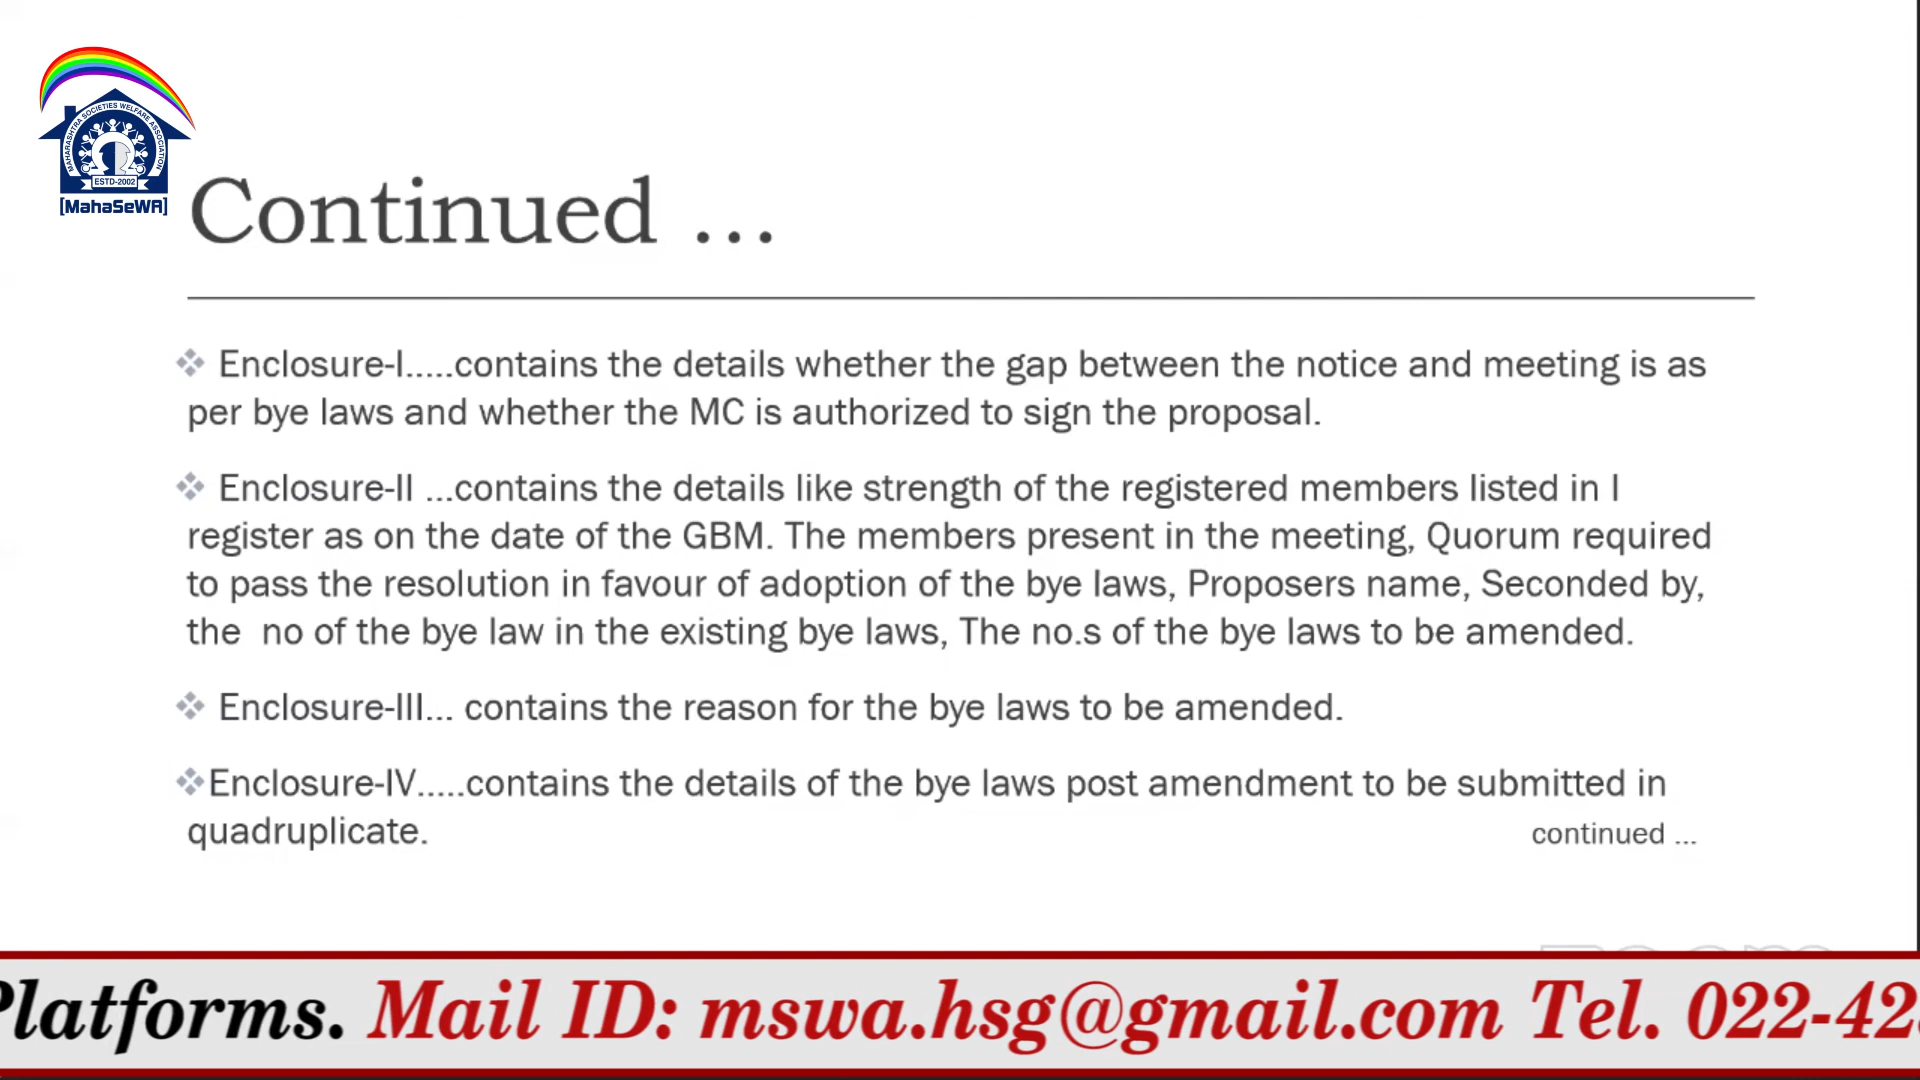 MAHARASHTRA SOCIETIES WELFARE ASSOCIATION
ESTD-2002
[MahaSeWA]
Continued ...
❖ Enclosure-I.....contains the details whether the gap between the notice and meeting is as
per bye laws and whether the MC is authorized to sign the proposal.
❖ Enclosure-II ...contains the details like strength of the registered members listed in I
register as on the date of the GBM. The members present in the meeting, Quorum required
to pass the resolution in favour of adoption of the bye laws, Proposers name, Seconded by,
the  no of the bye law in the existing bye laws, The no.s of the bye laws to be amended.
❖ Enclosure-III... contains the reason for the bye laws to be amended.
❖Enclosure-IV.....contains the details of the bye laws post amendment to be submitted in
quadruplicate.
continued ...
Platforms. Mail ID: mswa.hsg@gmail.com Tel. 022-42